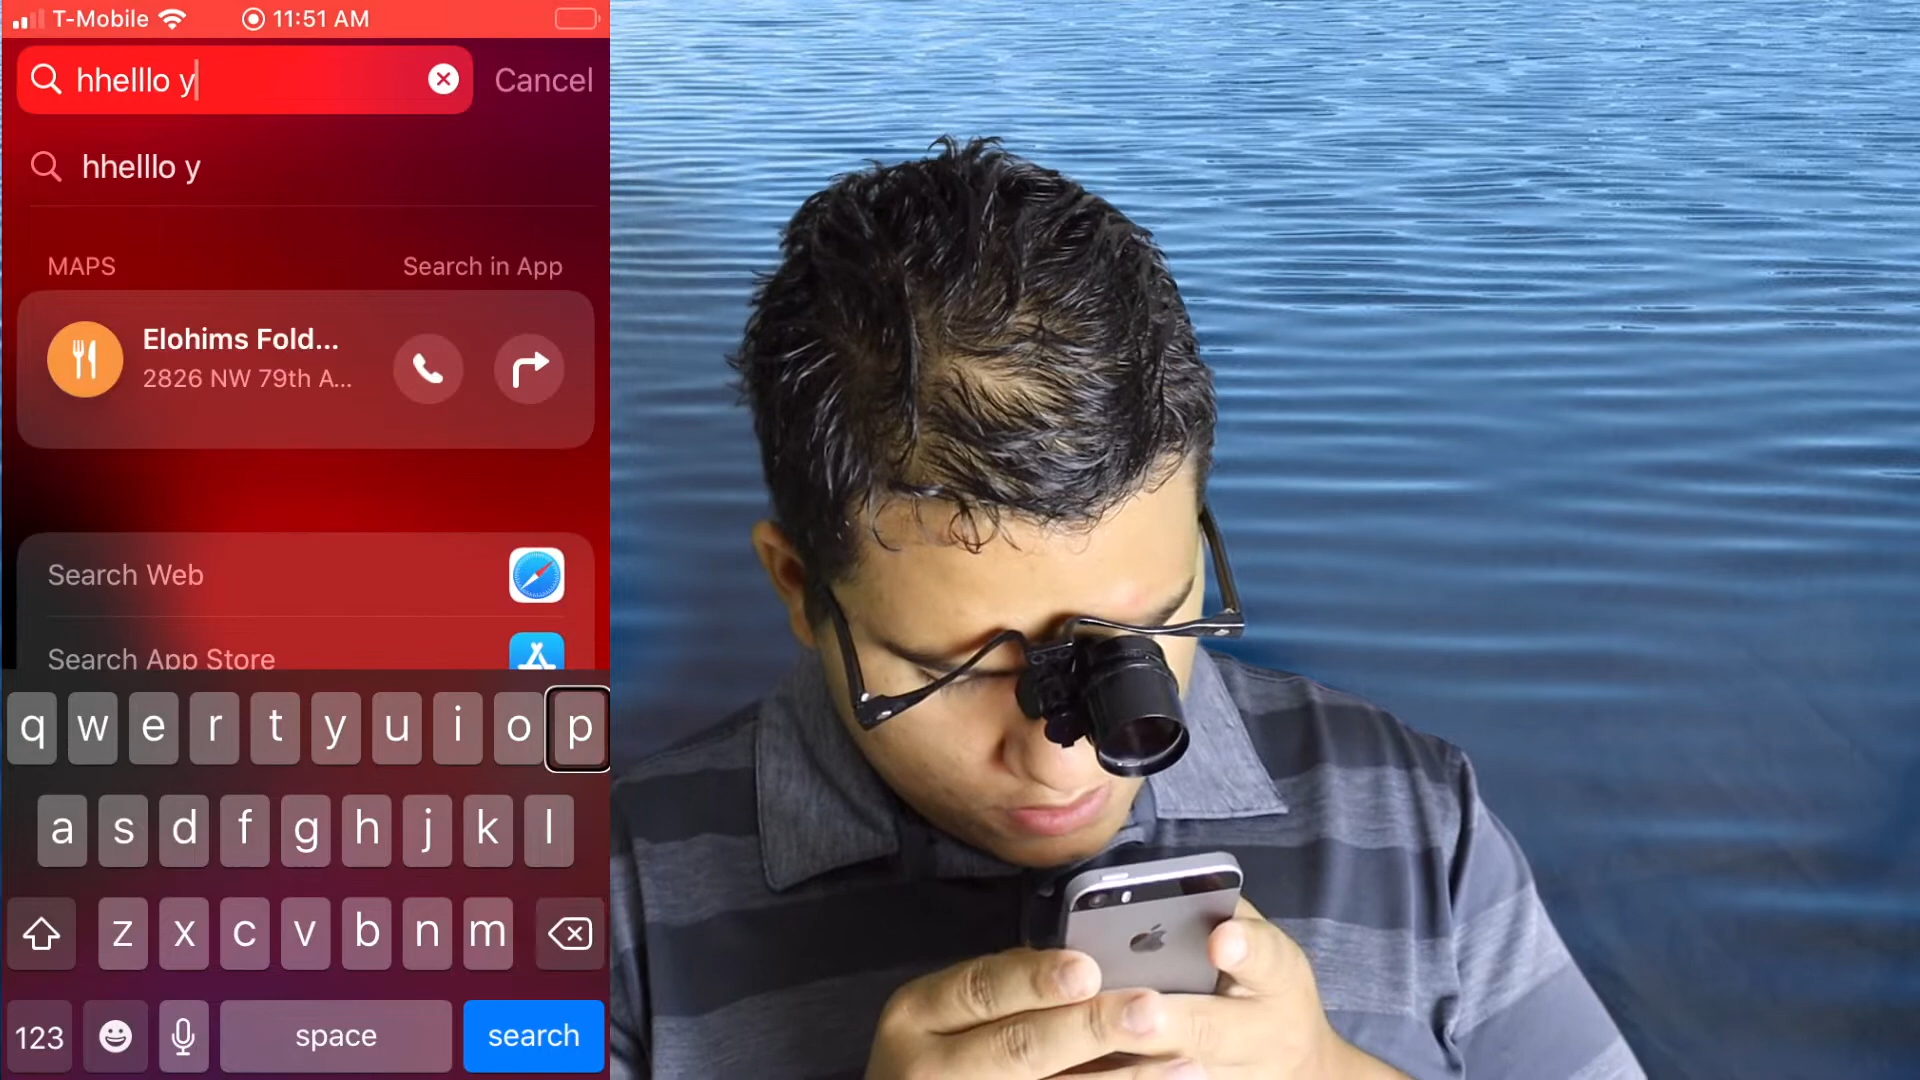 T-Mobile 11:51 AM
hhelllo y Cancel
hhelllo y
MAPS Search in App
Elohims Fold...
2826 NW 79th A...
Search Web
Search App Store
q w e r t y u i o p
a s d f g h j k l
z x c v b n m
123 space search